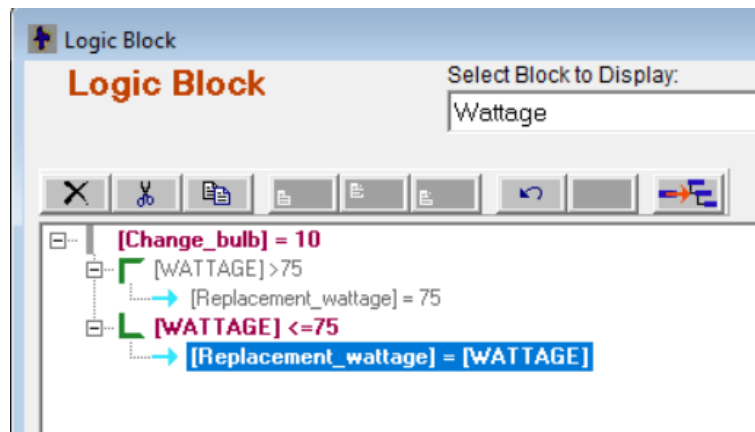 Logic Block
Logic Block
Select Block to Display:
Wattage
[Change_bulb] = 10
[WATTAGE] >75
[Replacement_wattage] = 75
[WATTAGE] <=75
[Replacement_wattage] = [WATTAGE]